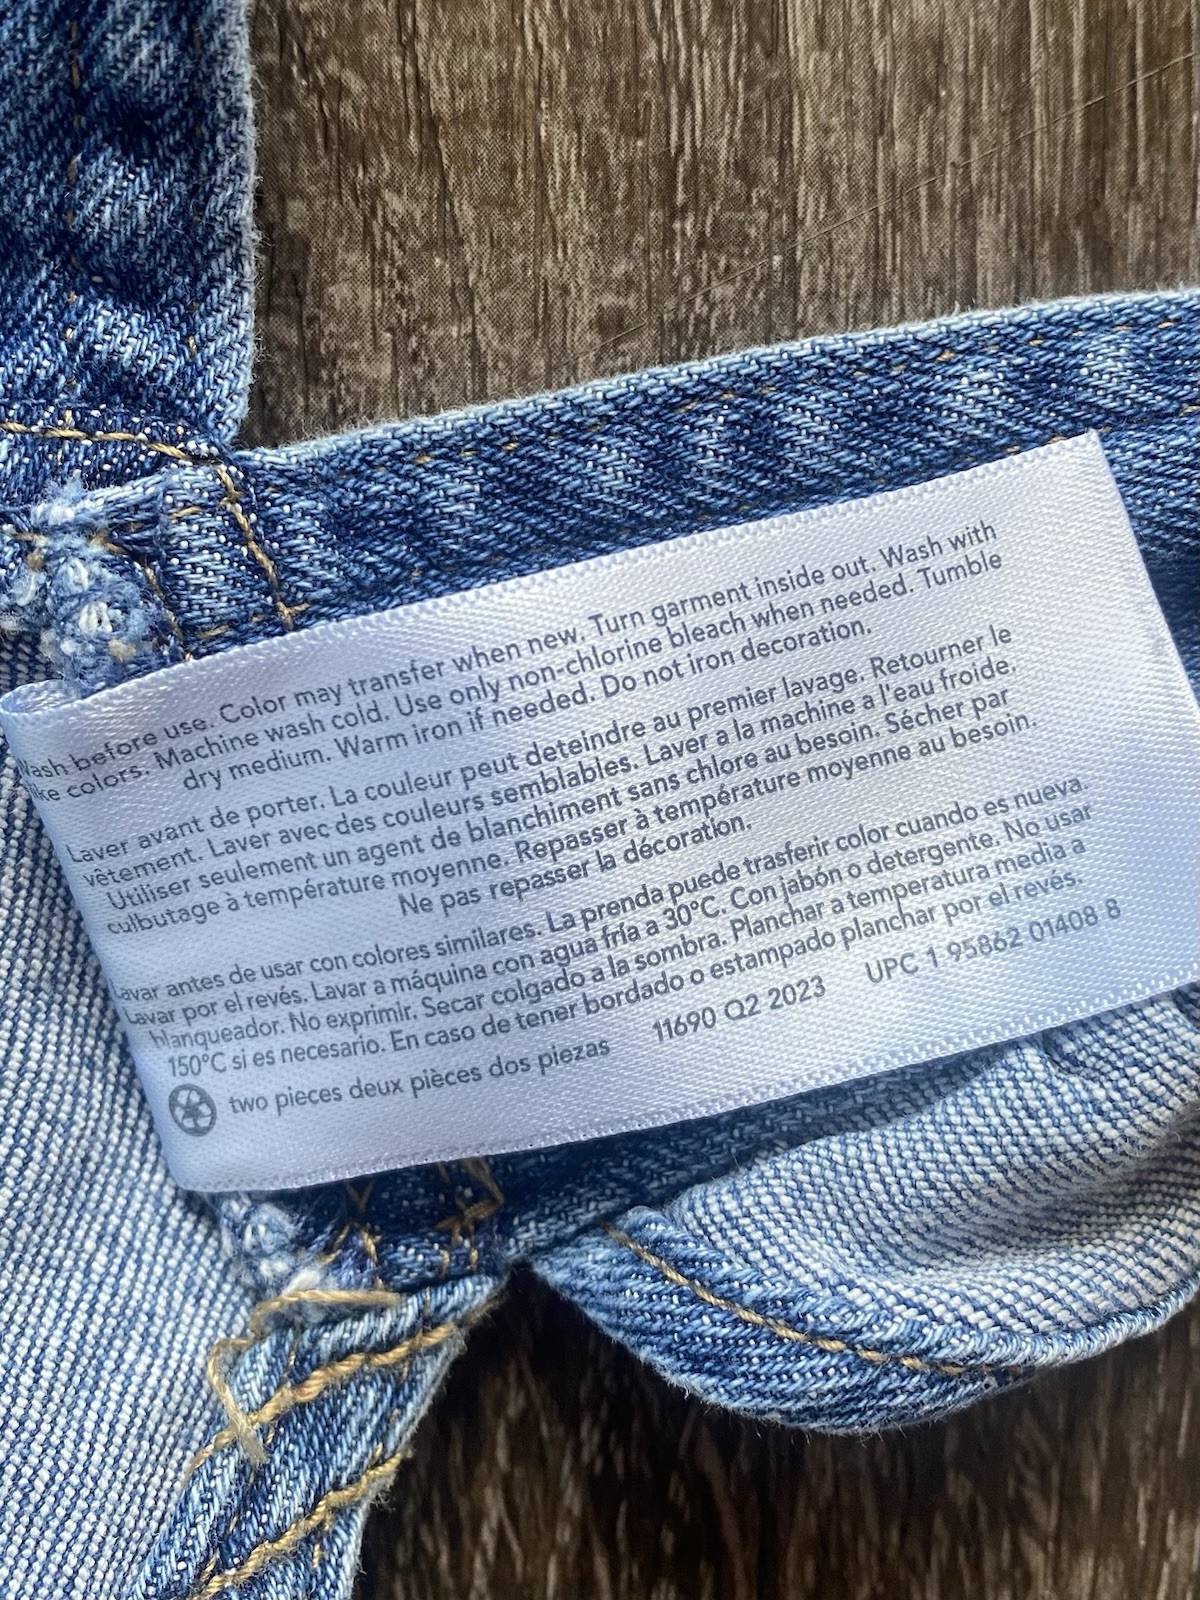 Wash before use. Color may transfer when new. Turn garment inside out. Wash with
like colors. Machine wash cold. Use only non-chlorine bleach when needed. Tumble
dry medium. Warm iron if needed. Do not iron decoration.
Laver avant de porter. La couleur peut deteindre au premier lavage. Retourner le
vêtement. Laver avec des couleurs semblables. Laver a la machine a l'eau froide.
Utiliser seulement un agent de blanchiment sans chlore au besoin. Sécher par
culbutage à température moyenne. Repasser à température moyenne au besoin.
Ne pas repasser la décoration.
Lavar antes de usar con colores similares. La prenda puede trasferir color cuando es nueva.
Lavar por el revés. Lavar a máquina con agua fría a 30°C. Con jabón o detergente. No usar
blanqueador. No exprimir. Secar colgado a la sombra. Planchar a temperatura media a
150°C si es necesario. En caso de tener bordado o estampado planchar por el revés.
two pieces deux pièces dos piezas 11690 Q2 2023 UPC 1 95862 01408 8